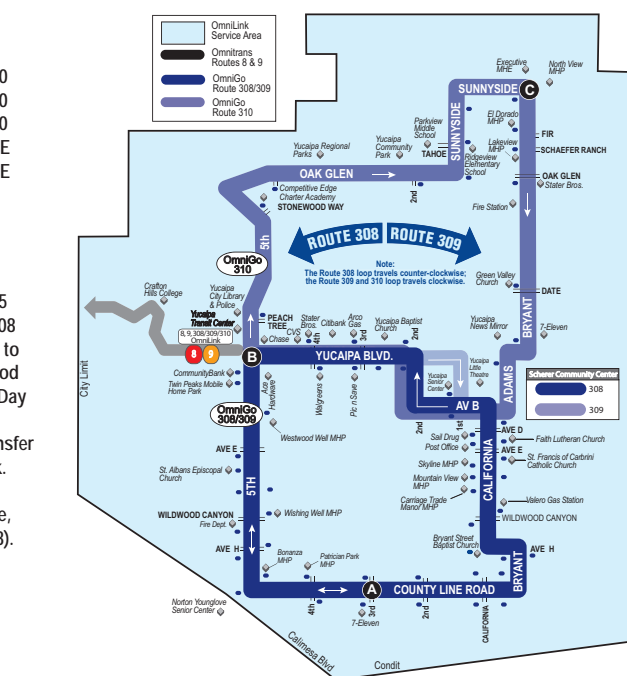 0
0
0
E
E
5
08
to
od
Day
nsfer
k.
e,
8).
OmniLink
Service Area
Omnitrans
Routes 8 & 9
OmniGo
Route 308/309
OmniGo
Route 310
Executive
MHE
North View
MHP
SUNNYSIDE
C
El Dorado
MHP
SUNNYSIDE
Parkview
Middle
School
Yucaipa
Community
Park
Yucaipa Regional
Parks
TAHOE
Lakeview
MHP
FIR
SCHAEFER RANCH
Ridgeview
Elementary
School
OAK GLEN
OAK GLEN
Stater Bros.
Competitive Edge
Charter Academy
STONEWOOD WAY
2nd
Fire Station
5th
ROUTE 308
ROUTE 309
OmniGo
310
Note:
The Route 308 loop travels counter-clockwise;
the Route 309 and 310 loop travels clockwise.
Green Valley
Church
DATE
BRYANT
Crafton
Hills College
Yucaipa
City Library
& Police
Yucaipa
Transit Center
8, 9, 308/309/310
OmniLink
8
9
B
PEACH
TREE
Chase
CVS
Stater
Bros.
4th
Citibank
Arco
Gas
3rd
Yucaipa Baptist
Church
2nd
Yucaipa
News Mirror
7-Eleven
YUCAIPA BLVD.
City Limit
CommunityBank
Twin Peaks Mobile
Home Park
Ace
Hardware
Walgreens
Pic n Save
Yucaipa
Senior
Center
Yucaipa
Little
Theatre
ADAMS
Scherer Community Center
308
309
OmniGo
308/309
AV B
2nd
1st
Westwood Well MHP
Sail Drug
Post Office
AVE D
Faith Lutheran Church
AVE E
AVE E
St. Francis of Carbrini
Catholic Church
St. Albans Episcopal
Church
5TH
Skyline MHP
Mountain View
MHP
Carriage Trade
Manor MHP
CALIFORNIA
Valero Gas Station
WILDWOOD CANYON
Fire Dept.
Wishing Well MHP
WILDWOOD CANYON
AVE H
Bonanza
MHP
Patrician Park
MHP
Bryant Street
Baptist Church
AVE H
BRYANT
A
COUNTY LINE ROAD
Norton Younglove
Senior Center
4th
3rd
2nd
CALIFORNIA
7-Eleven
Calimesa Blvd
Condit